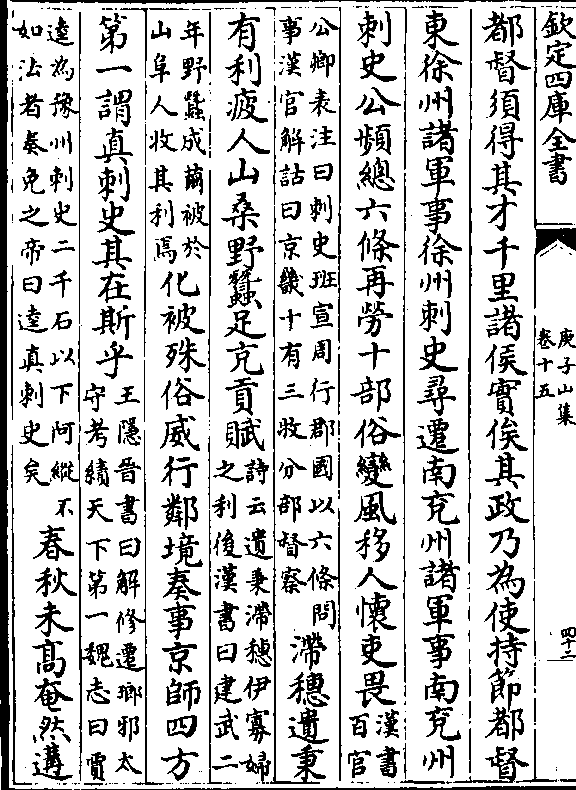 欽定四庫全書
庚子山集
卷十五
四十二
都督須得其才千里諸侯實俟其政乃為使持節都督
東徐州諸軍事徐州刺史尋遷南兖州諸軍事南兖州
刺史公頻總六條再勞十部俗變風移人懷吏畏
漢書
百官
公卿表注曰刺史班宣周行郡國以六條問
事漢官解詁曰京畿十有三牧分部督察
滯穗遺秉
有利疲人山桑野蠶足充貢賦
詩云遺秉滯穗伊寡婦
之利後漢書曰建武二
年野蠶成繭被於
山阜人收其利焉
化被殊俗威行鄰境奏事京師四方
第一謂真刺史其在斯乎
王隱晉書曰解修遷瑯邪太
守考績天下第一魏志曰賈
逵為豫州刺史二千石以下阿縱不
如法者奏免之帝曰逵真刺史矣
春秋未高奄然遘